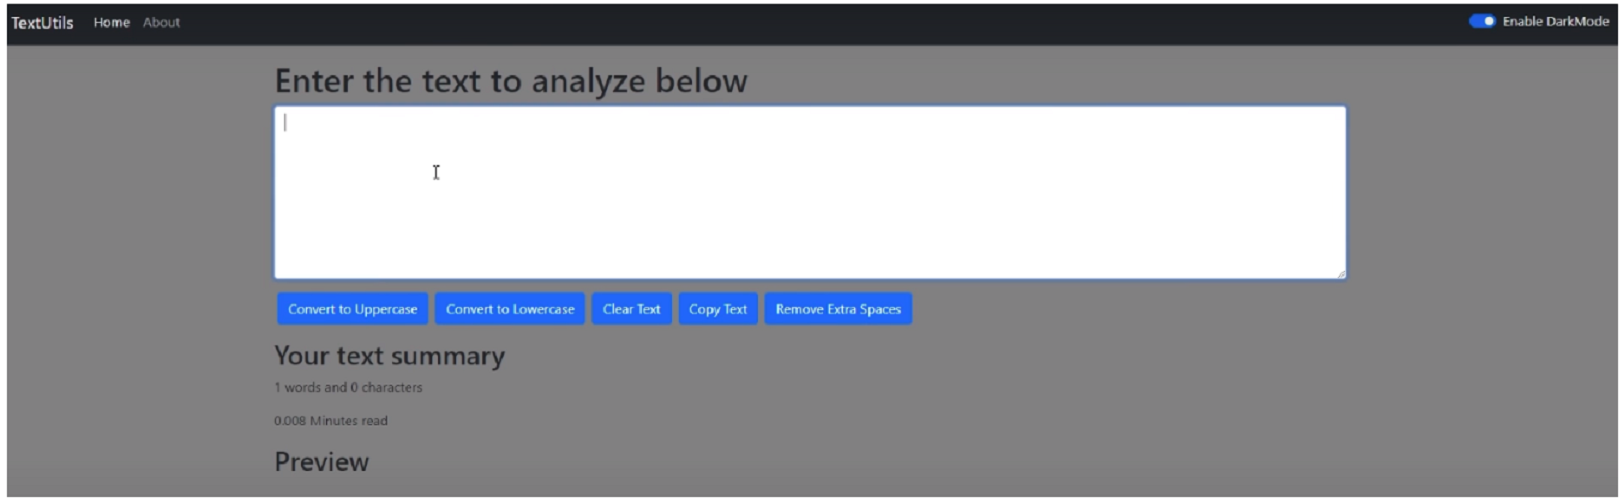 TextUtils Home About Enable DarkMode
Enter the text to analyze below
Convert to Uppercase Convert to Lowercase Clear Text Copy Text Remove Extra Spaces
Your text summary
1 words and 0 characters
0.008 Minutes read
Preview